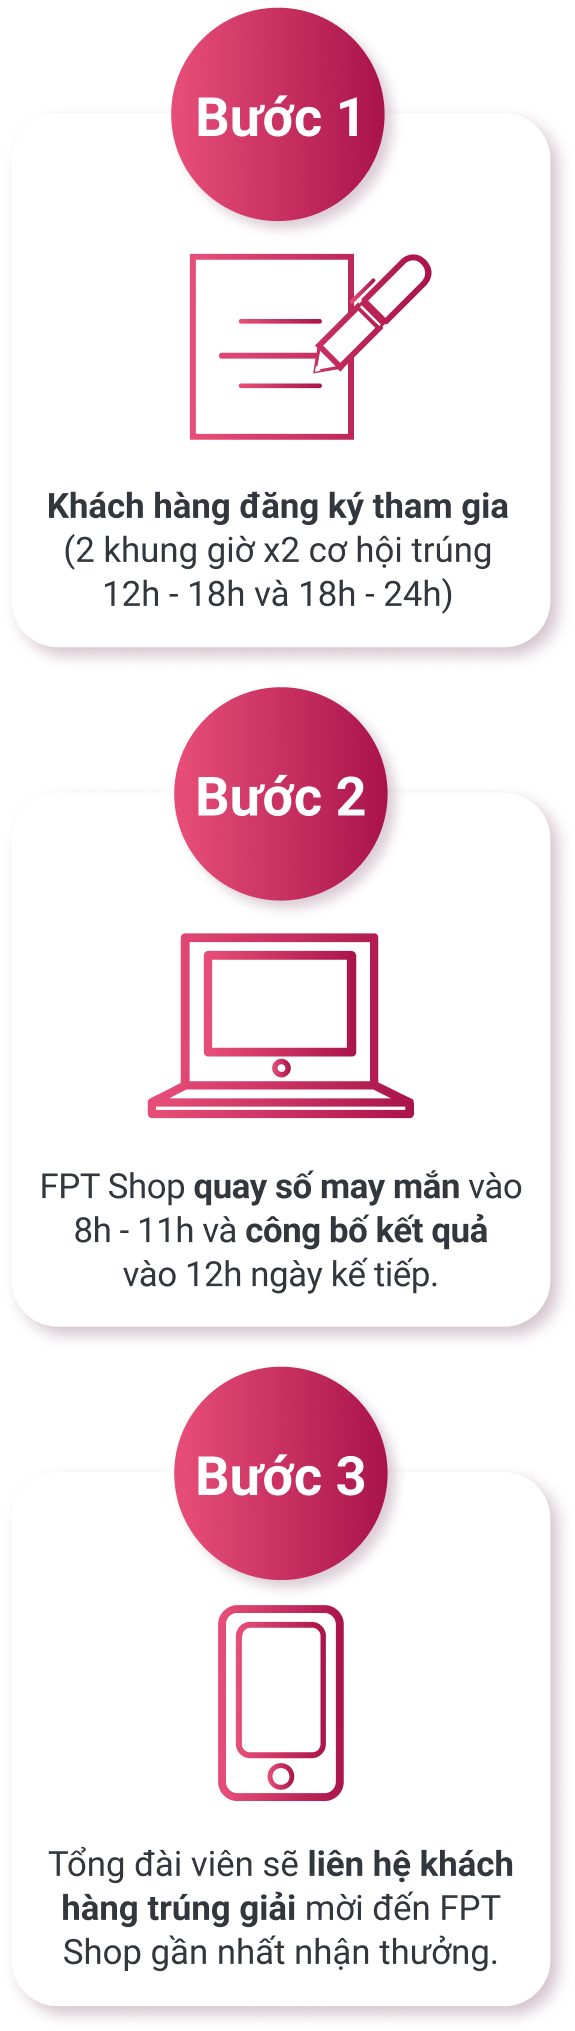 Bước 1
Khách hàng đăng ký tham gia
(2 khung giờ x2 cơ hội trúng
12h - 18h và 18h - 24h)
Bước 2
FPT Shop quay số may mắn vào
8h - 11h và công bố kết quả
vào 12h ngày kế tiếp.
Bước 3
Tổng đài viên sẽ liên hệ khách
hàng trúng giải mời đến FPT
Shop gần nhất nhận thưởng.